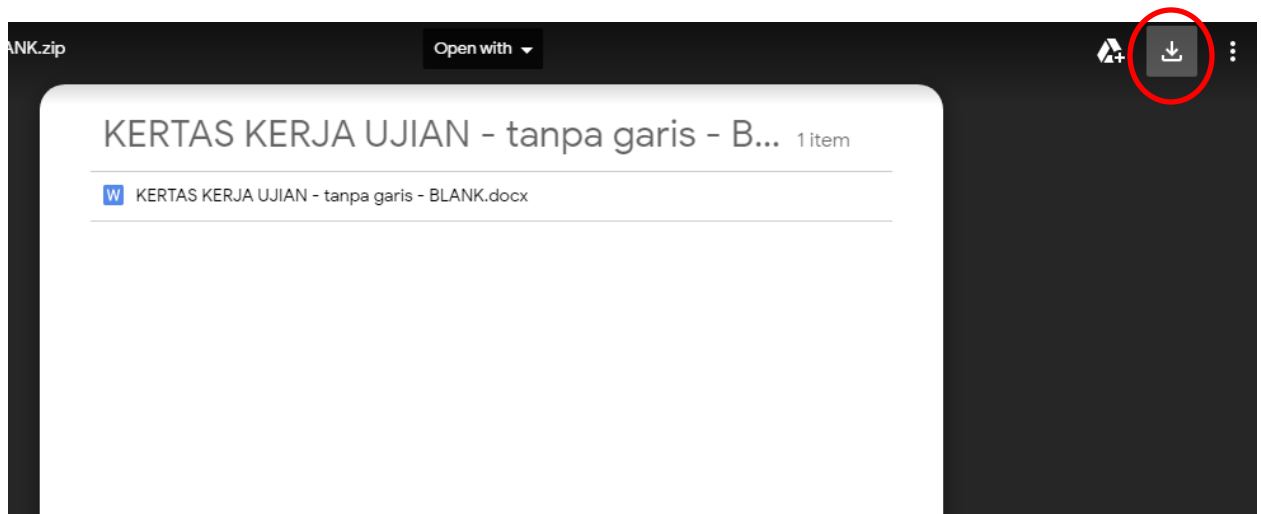 ANK.zip
Open with
KERTAS KERJA UJIAN - tanpa garis - B... 1 item
W KERTAS KERJA UJIAN - tanpa garis - BLANK.docx